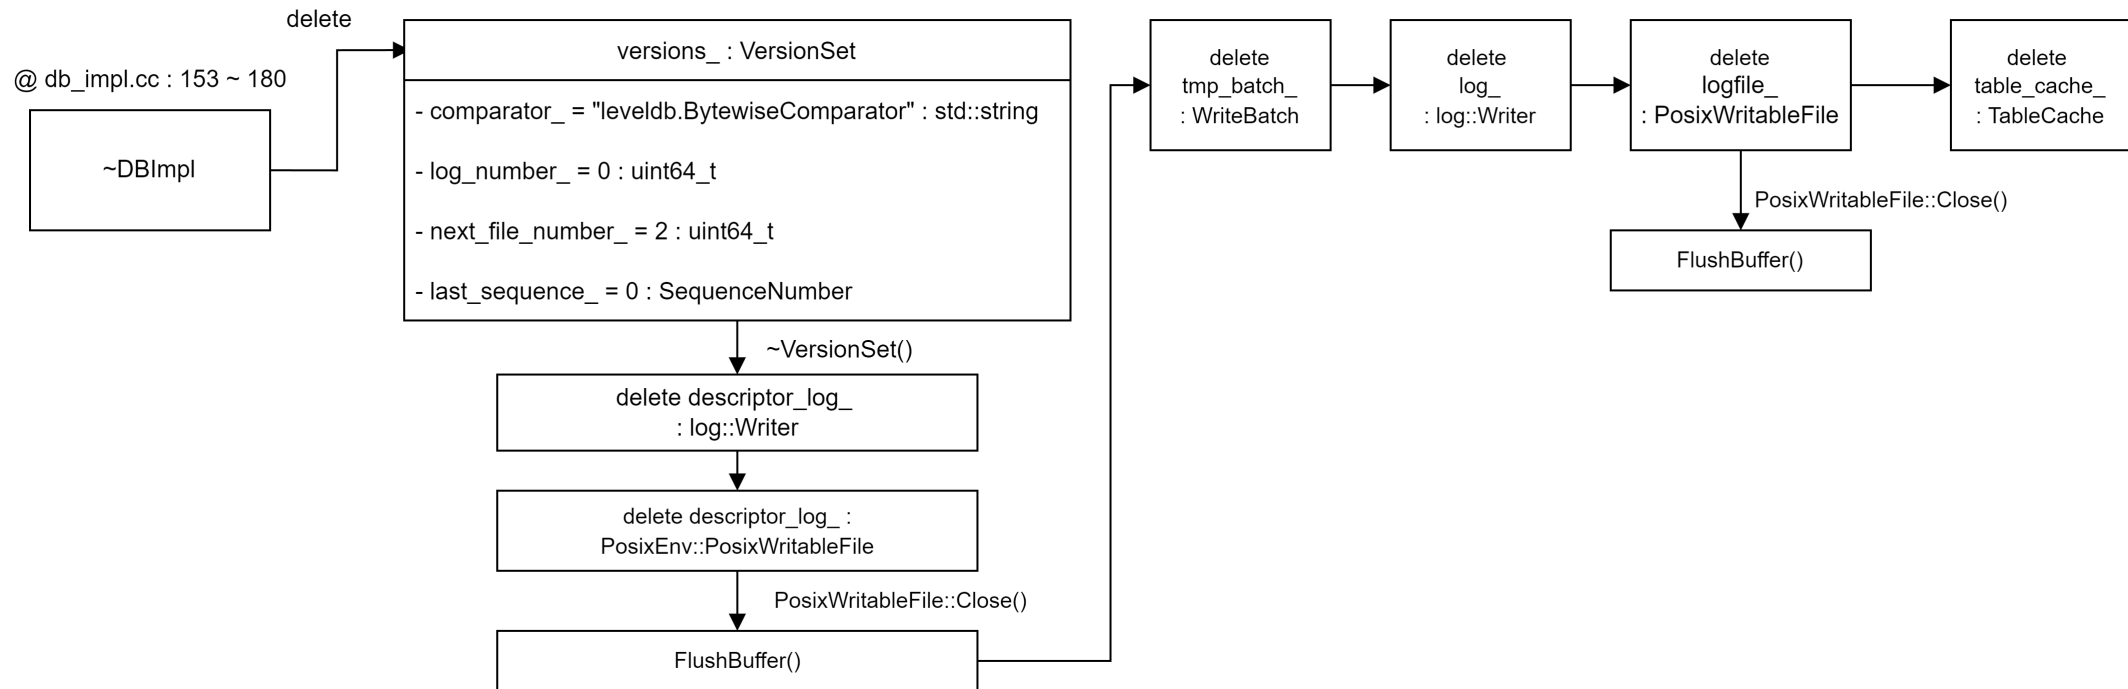 delete
@ db_impl.cc : 153 ~ 180
~DBImpl
versions_ : VersionSet
- comparator_ = "leveldb.BytewiseComparator" : std::string
- log_number_ = 0 : uint64_t
- next_file_number_ = 2 : uint64_t
- last_sequence_ = 0 : SequenceNumber
~VersionSet()
delete descriptor_log_
: log::Writer
delete descriptor_log_ :
PosixEnv::PosixWritableFile
PosixWritableFile::Close()
FlushBuffer()
delete
tmp_batch_
: WriteBatch
delete
log_
: log::Writer
delete
logfile_
: PosixWritableFile
PosixWritableFile::Close()
FlushBuffer()
delete
table_cache_
: TableCache